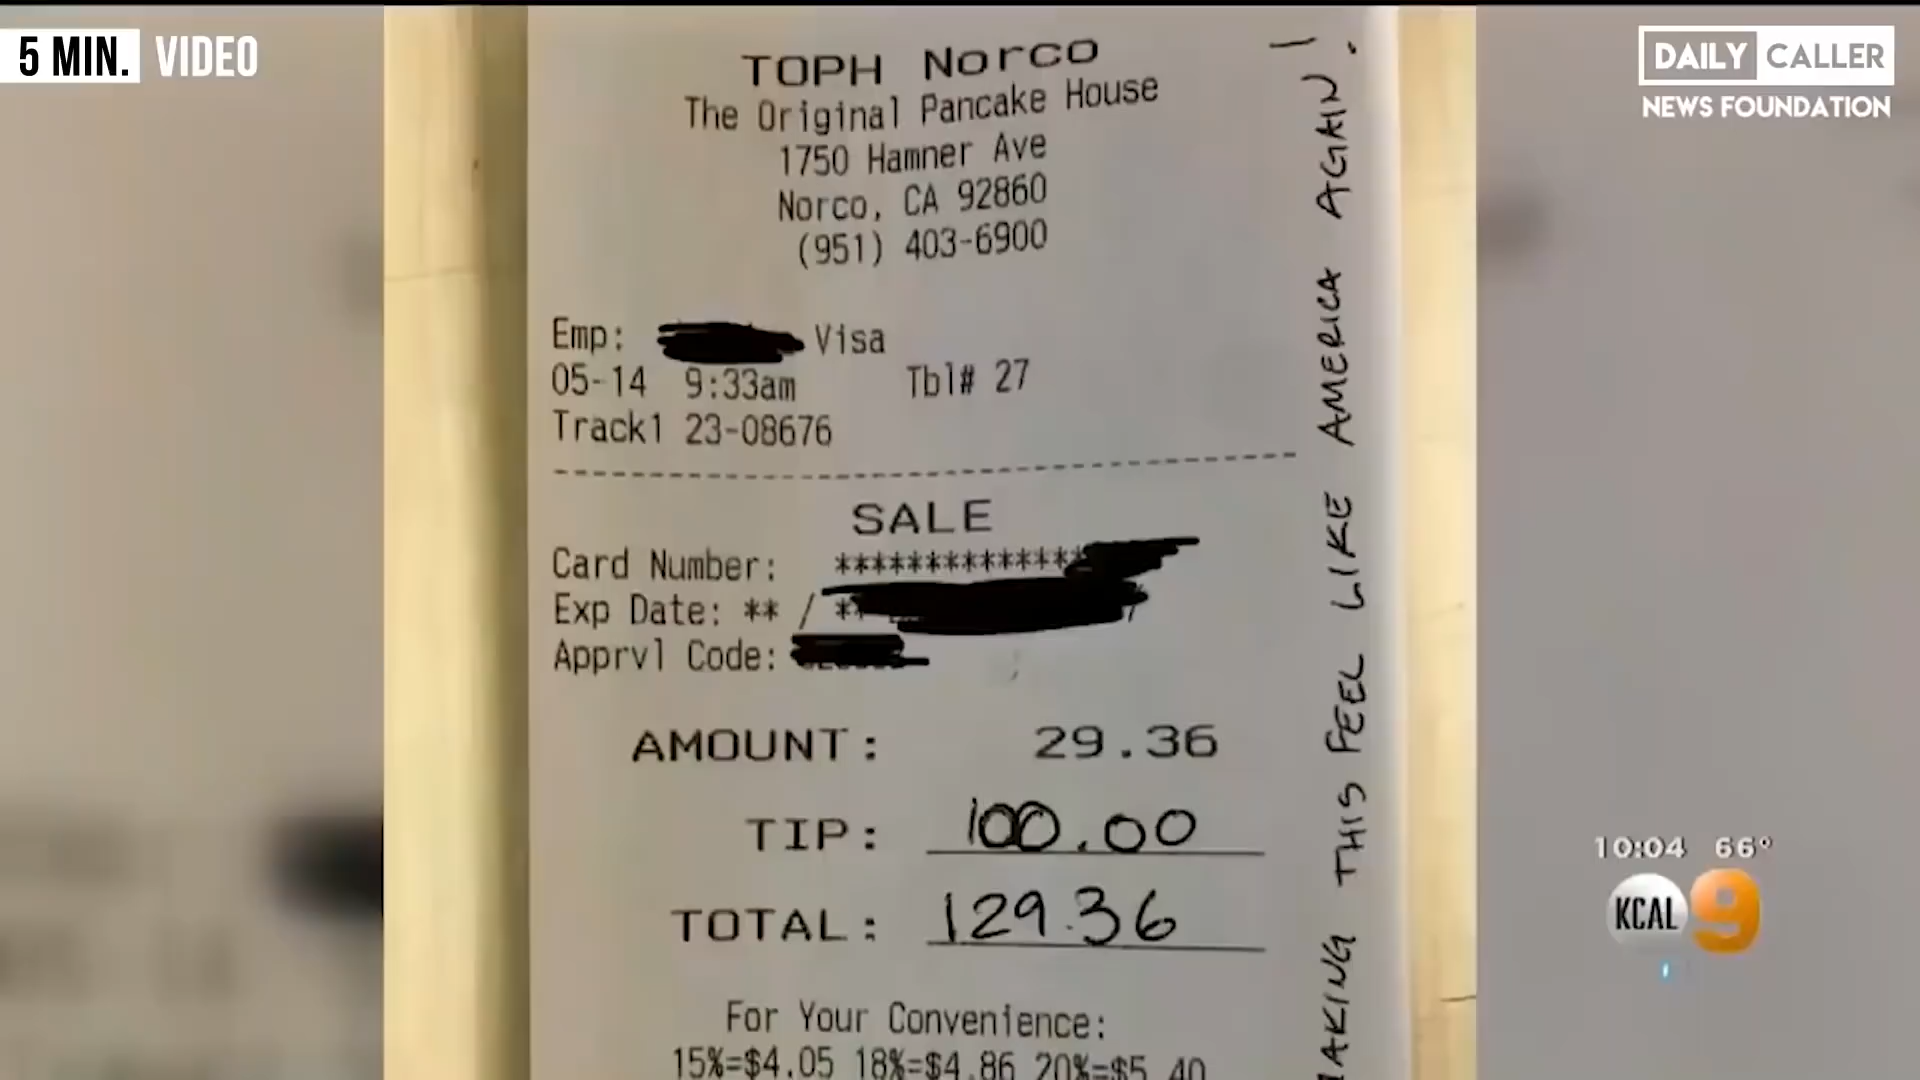 5 MIN. VIDEO
DAILY CALLER
NEWS FOUNDATION
TOPH Norco
The Original Pancake House
1750 Hamner Ave
Norco, CA 92860
(951) 403-6900
Emp: Visa
05-14 9:33am Tbl# 27
Track1 23-08676
SALE
Card Number: *************
Exp Date: ** / **
Apprvl Code:
AMOUNT: 29.36
TIP: 100.00
TOTAL: 129.36
For Your Convenience:
15%=$4.05 18%=$4.86 20%=$5.40
THIS FEEL LIKE AMERICA AGAIN!
10:04 66°
KCAL 9